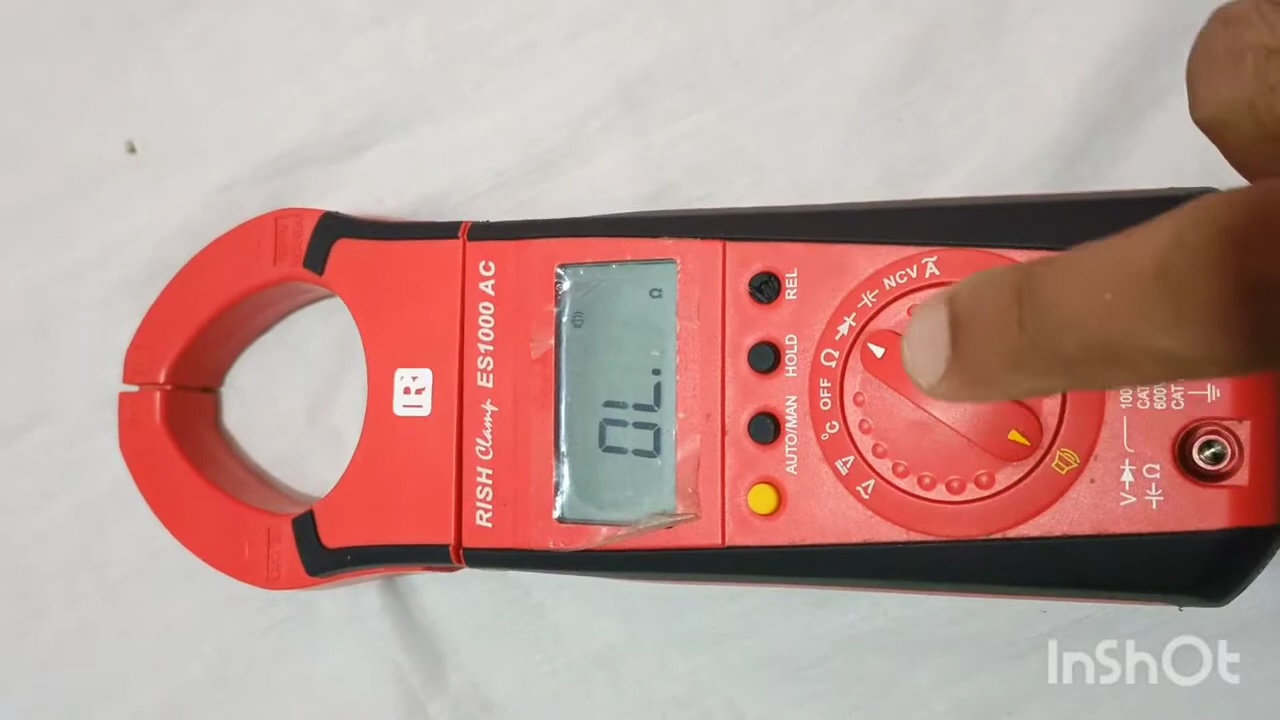 RISH Clamp ES1000 AC
OL.
Ω
REL
HOLD
AUTO/MAN
Ã
NCV
Ω
OFF
°C
V
V
Ω
InShOt